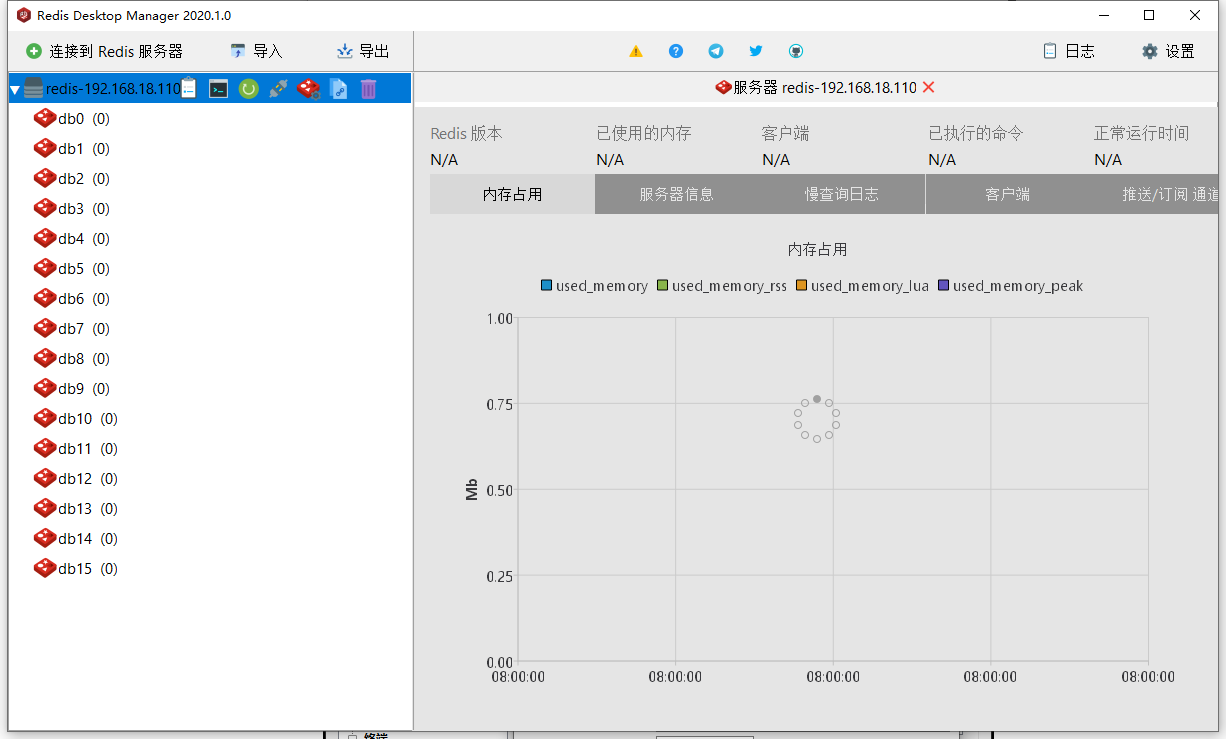 Redis Desktop Manager 2020.1.0
连接到 Redis 服务器 导入 导出 日志 设置
redis-192.168.18.110
服务器 redis-192.168.18.110
db0 (0)
db1 (0)
db2 (0)
db3 (0)
db4 (0)
db5 (0)
db6 (0)
db7 (0)
db8 (0)
db9 (0)
db10 (0)
db11 (0)
db12 (0)
db13 (0)
db14 (0)
db15 (0)
Redis 版本 已使用的内存 客户端 已执行的命令 正常运行时间
N/A N/A N/A N/A N/A
内存占用 服务器信息 慢查询日志 客户端 推送/订阅 通道
内存占用
used_memory used_memory_rss used_memory_lua used_memory_peak
1.00
0.75
0.50
0.25
0.00
Mb
08:00:00 08:00:00 08:00:00 08:00:00 08:00:00